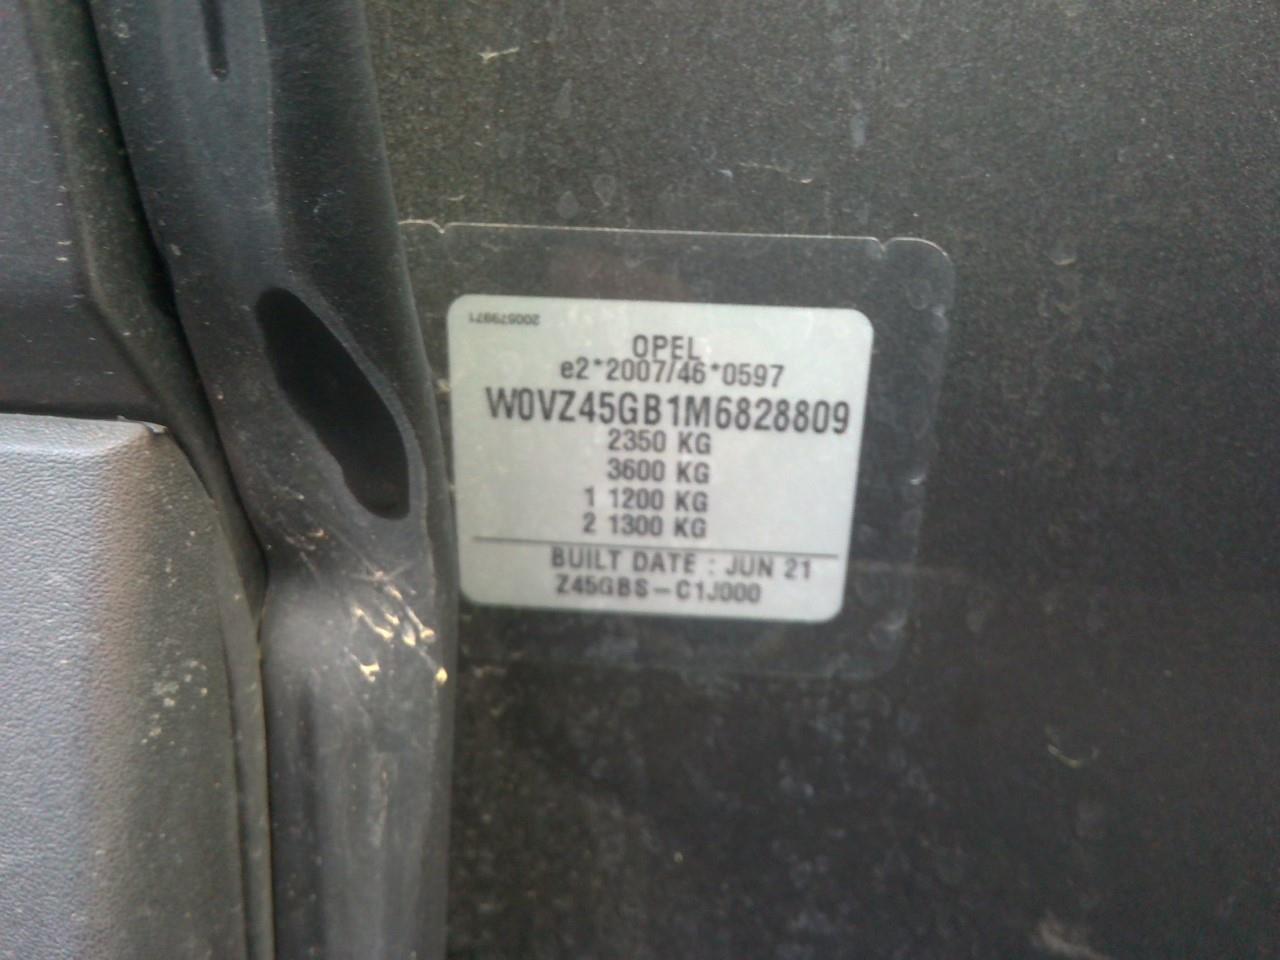 200579971
OPEL
e2*2007/46*0597
W0VZ45GB1M6828809
2350 KG
3600 KG
1 1200 KG
2 1300 KG
BUILT DATE : JUN 21
Z45GBS-C1J000